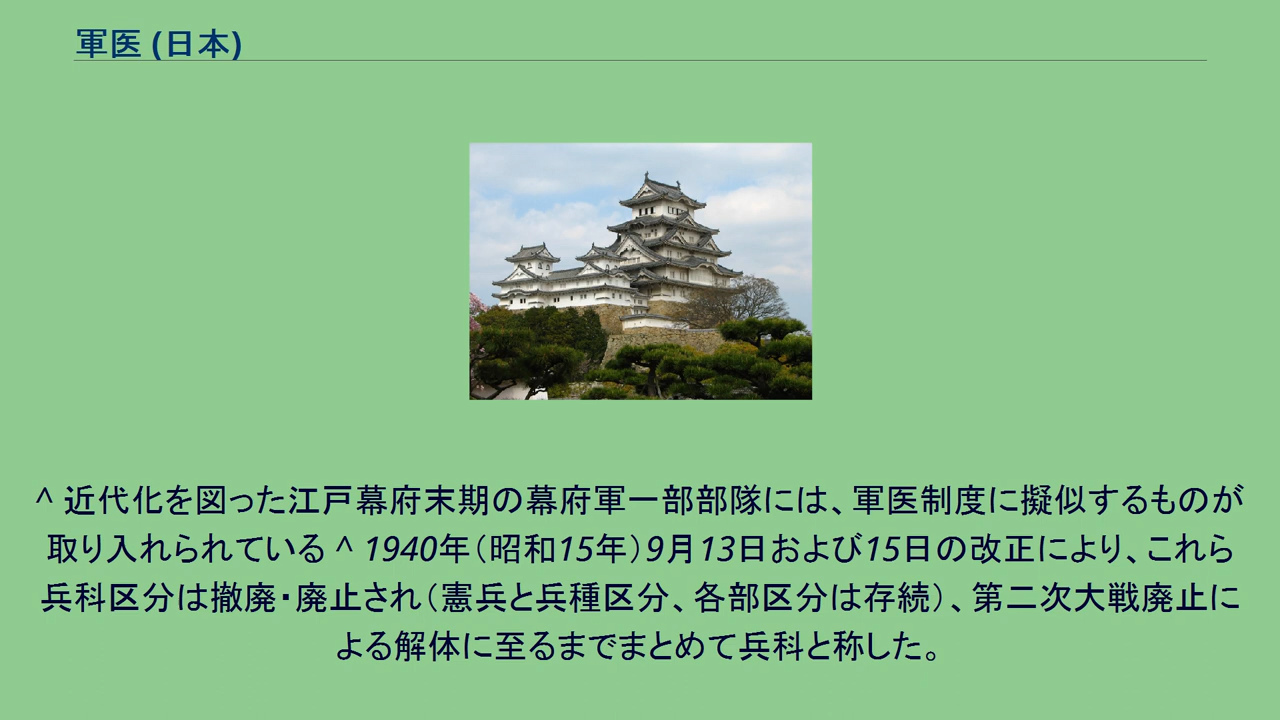 軍医 (日本)
^ 近代化を図った江戸幕府末期の幕府軍一部部隊には、軍医制度に擬似するものが
取り入れられている ^ 1940年（昭和15年）9月13日および15日の改正により、これら
兵科区分は撤廃・廃止され（憲兵と兵種区分、各部区分は存続）、第二次大戦廃止に
よる解体に至るまでまとめて兵科と称した。